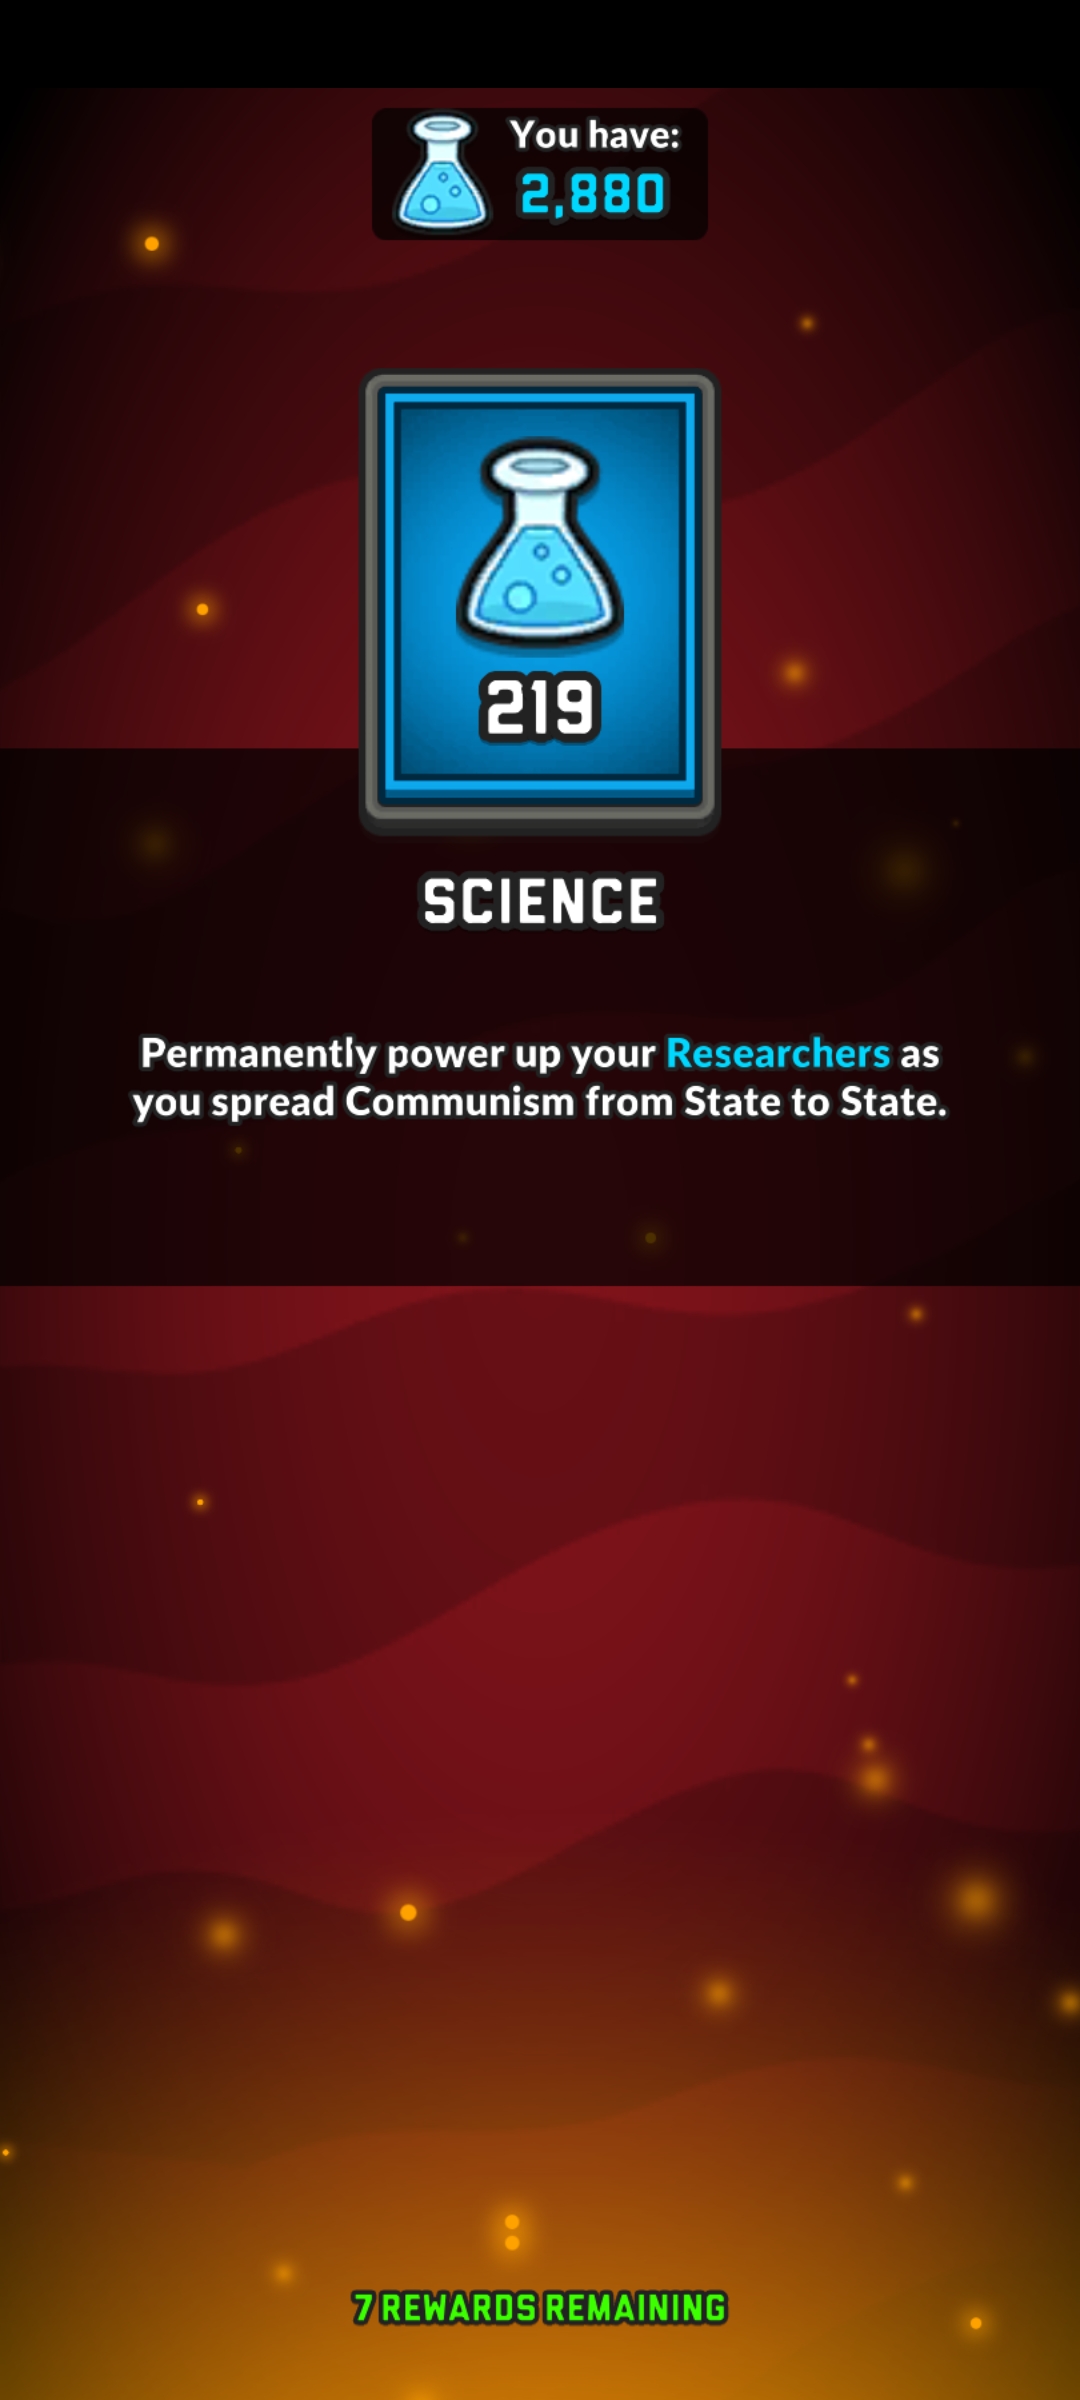 You have:
2,880
219
SCIENCE
Permanently power up your Researchers as
you spread Communism from State to State.
7 REWARDS REMAINING